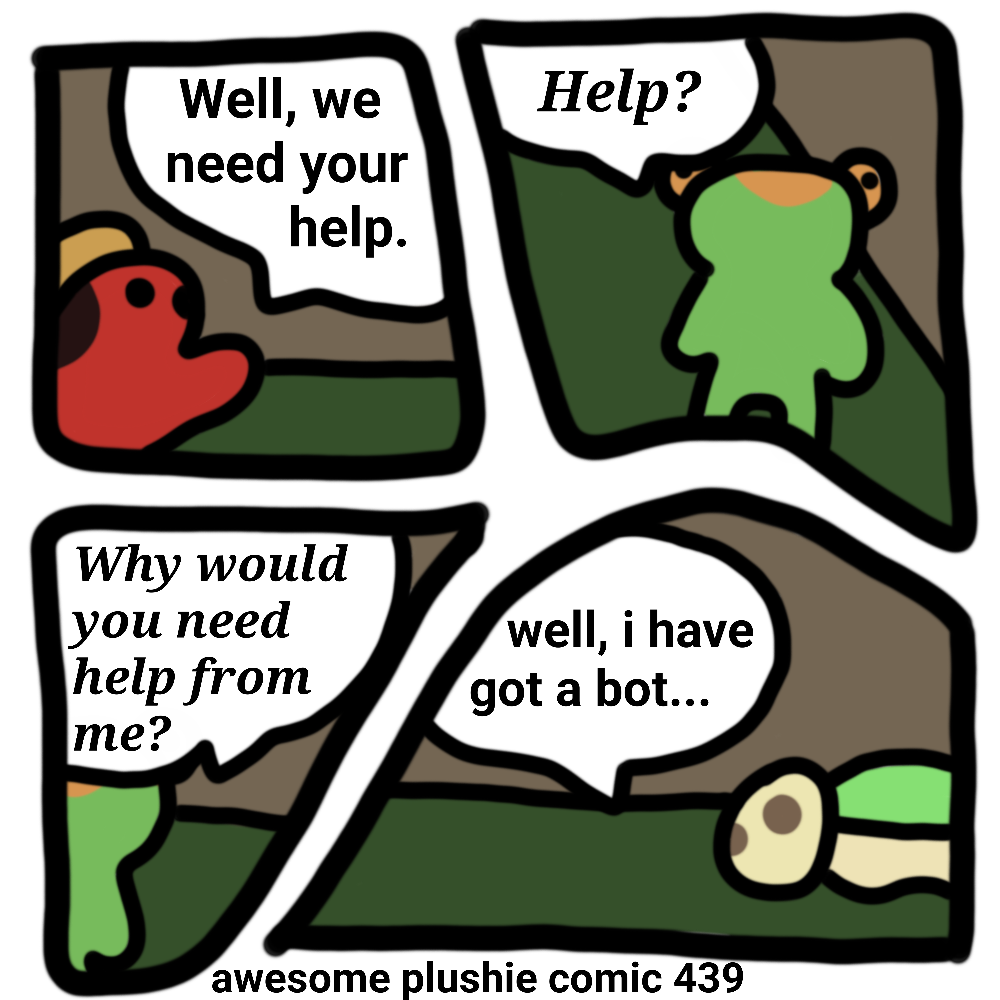 Well, we
need your
help.
Help?
Why would
you need
help from
me?
well, i have
got a bot...
awesome plushie comic 439